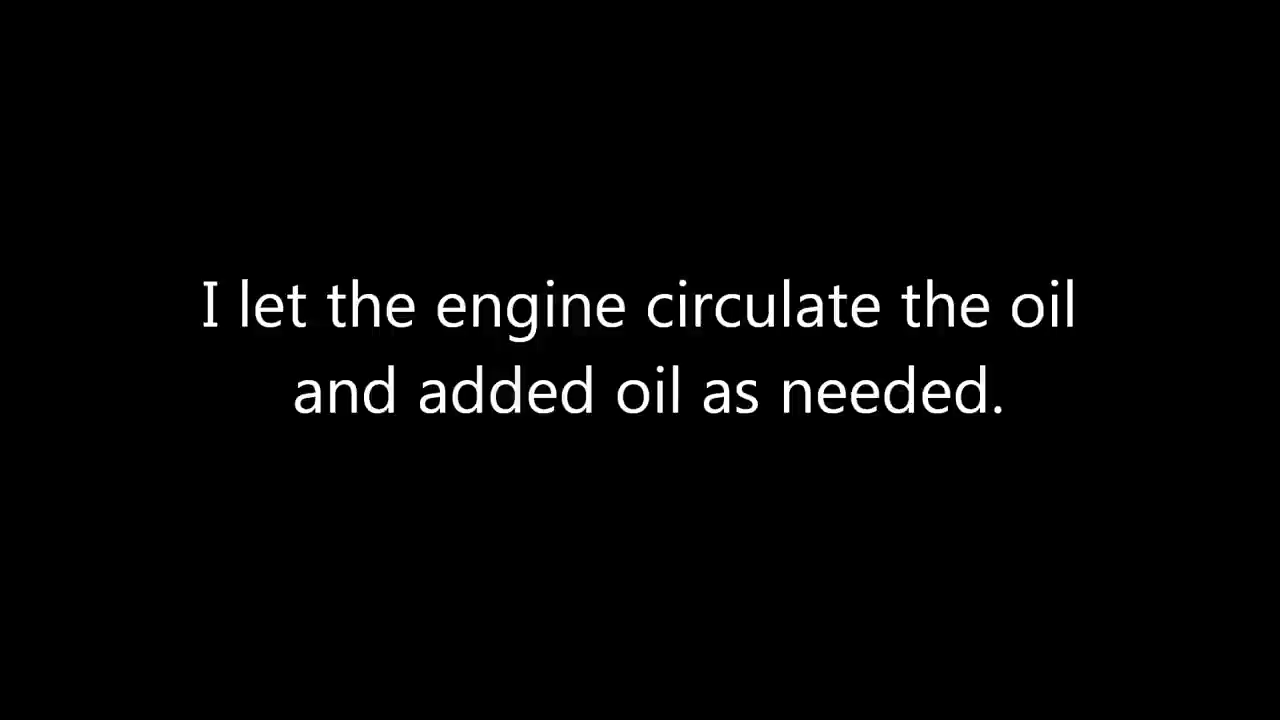 I let the engine circulate the oil
and added oil as needed.